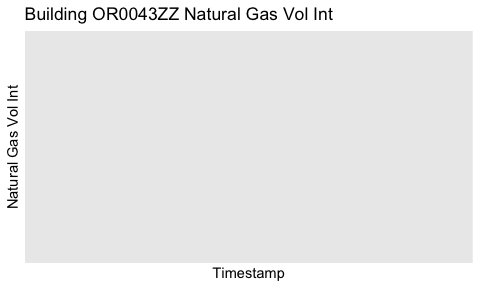 Building OR0043ZZ Natural Gas Vol Int
Natural Gas Vol Int
Timestamp